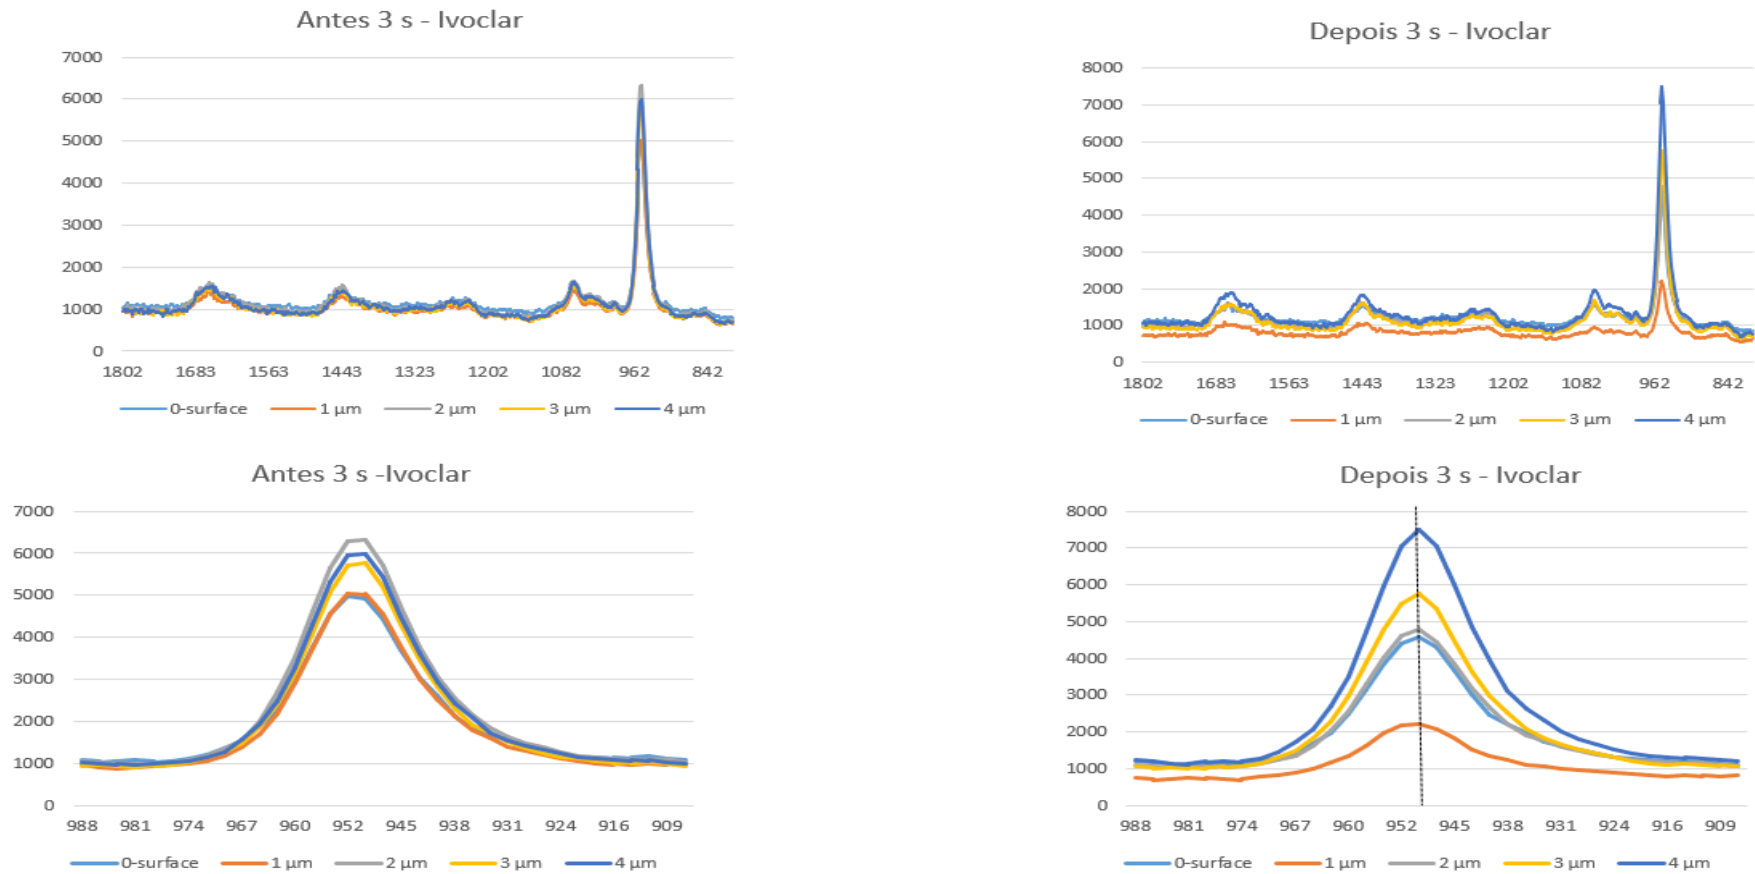 Antes 3 s - Ivoclar
7000
6000
5000
4000
3000
2000
1000
0
1802 1683 1563 1443 1323 1202 1082 962 842
0-surface 1 µm 2 µm 3 µm 4 µm
Depois 3 s - Ivoclar
8000
7000
6000
5000
4000
3000
2000
1000
0
1802 1683 1563 1443 1323 1202 1082 962 842
0-surface 1 µm 2 µm 3 µm 4 µm
Antes 3 s -Ivoclar
7000
6000
5000
4000
3000
2000
1000
0
988 981 974 967 960 952 945 938 931 924 916 909
0-surface 1 µm 2 µm 3 µm 4 µm
Depois 3 s - Ivoclar
8000
7000
6000
5000
4000
3000
2000
1000
0
988 981 974 967 960 952 945 938 931 924 916 909
0-surface 1 µm 2 µm 3 µm 4 µm